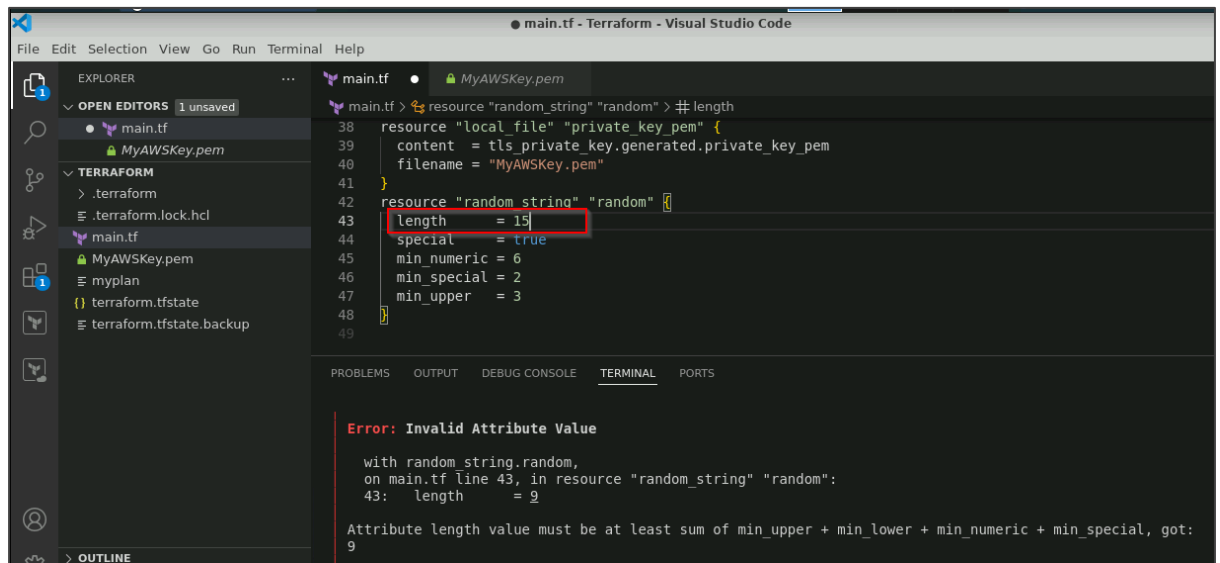 ● main.tf - Terraform - Visual Studio Code
File Edit Selection View Go Run Terminal Help
EXPLORER ...
OPEN EDITORS 1 unsaved
● main.tf
MyAWSKey.pem
TERRAFORM
> .terraform
.terraform.lock.hcl
main.tf
MyAWSKey.pem
myplan
{} terraform.tfstate
terraform.tfstate.backup
> OUTLINE
1
1
main.tf ● MyAWSKey.pem
main.tf > resource "random_string" "random" > # length
38 resource "local_file" "private_key_pem" {
39 content = tls_private_key.generated.private_key_pem
40 filename = "MyAWSKey.pem"
41 }
42 resource "random_string" "random" {
43 length = 15
44 special = true
45 min_numeric = 6
46 min_special = 2
47 min_upper = 3
48 }
49
PROBLEMS OUTPUT DEBUG CONSOLE TERMINAL PORTS
Error: Invalid Attribute Value
with random_string.random,
on main.tf line 43, in resource "random_string" "random":
43: length = 9
Attribute length value must be at least sum of min_upper + min_lower + min_numeric + min_special, got:
9